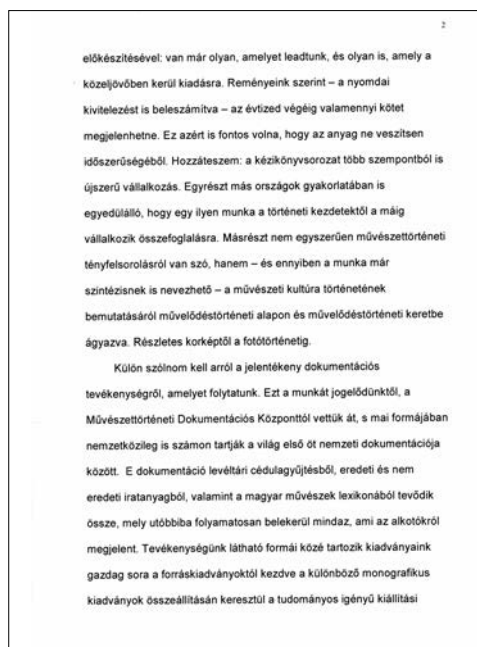 2
előkészítésével: van már olyan, amelyet leadtunk, és olyan is, amely a
közeljövőben kerül kiadásra. Reményeink szerint – a nyomdai
kivitelezést is beleszámítva – az évtized végéig valamennyi kötet
megjelenhetne. Ez azért is fontos volna, hogy az anyag ne veszítsen
időszerűségéből. Hozzáteszem: a kézikönyvsorozat több szempontból is
újszerű vállalkozás. Egyrészt más országok gyakorlatában is
egyedülálló, hogy egy ilyen munka a történeti kezdetektől a máig
vállalkozik összefoglalásra. Másrészt nem egyszerűen művészettörténeti
tényfelsorolásról van szó, hanem – és ennyiben a munka már
szintézisnek is nevezhető – a művészeti kultúra történetének
bemutatásáról művelődéstörténeti alapon és művelődéstörténeti keretbe
ágyazva. Részletes korképtől a fotótörténetig.
Külön szólnom kell arról a jelentékeny dokumentációs
tevékenységről, amelyet folytatunk. Ezt a munkát jogelődünktől, a
Művészettörténeti Dokumentációs Központtól vettük át, s mai formájában
nemzetközileg is számon tartják a világ első öt nemzeti dokumentációja
között. E dokumentáció levéltári cédulagyűjtésből, eredeti és nem
eredeti iratanyagból, valamint a magyar művészek lexikonából tevődik
össze, mely utóbbiba folyamatosan belekerül mindaz, ami az alkotókról
megjelent. Tevékenységünk látható formái közé tartozik kiadványaink
gazdag sora a forráskiadványoktól kezdve a különböző monografikus
kiadványok összeállításán keresztül a tudományos igényű kiállítási